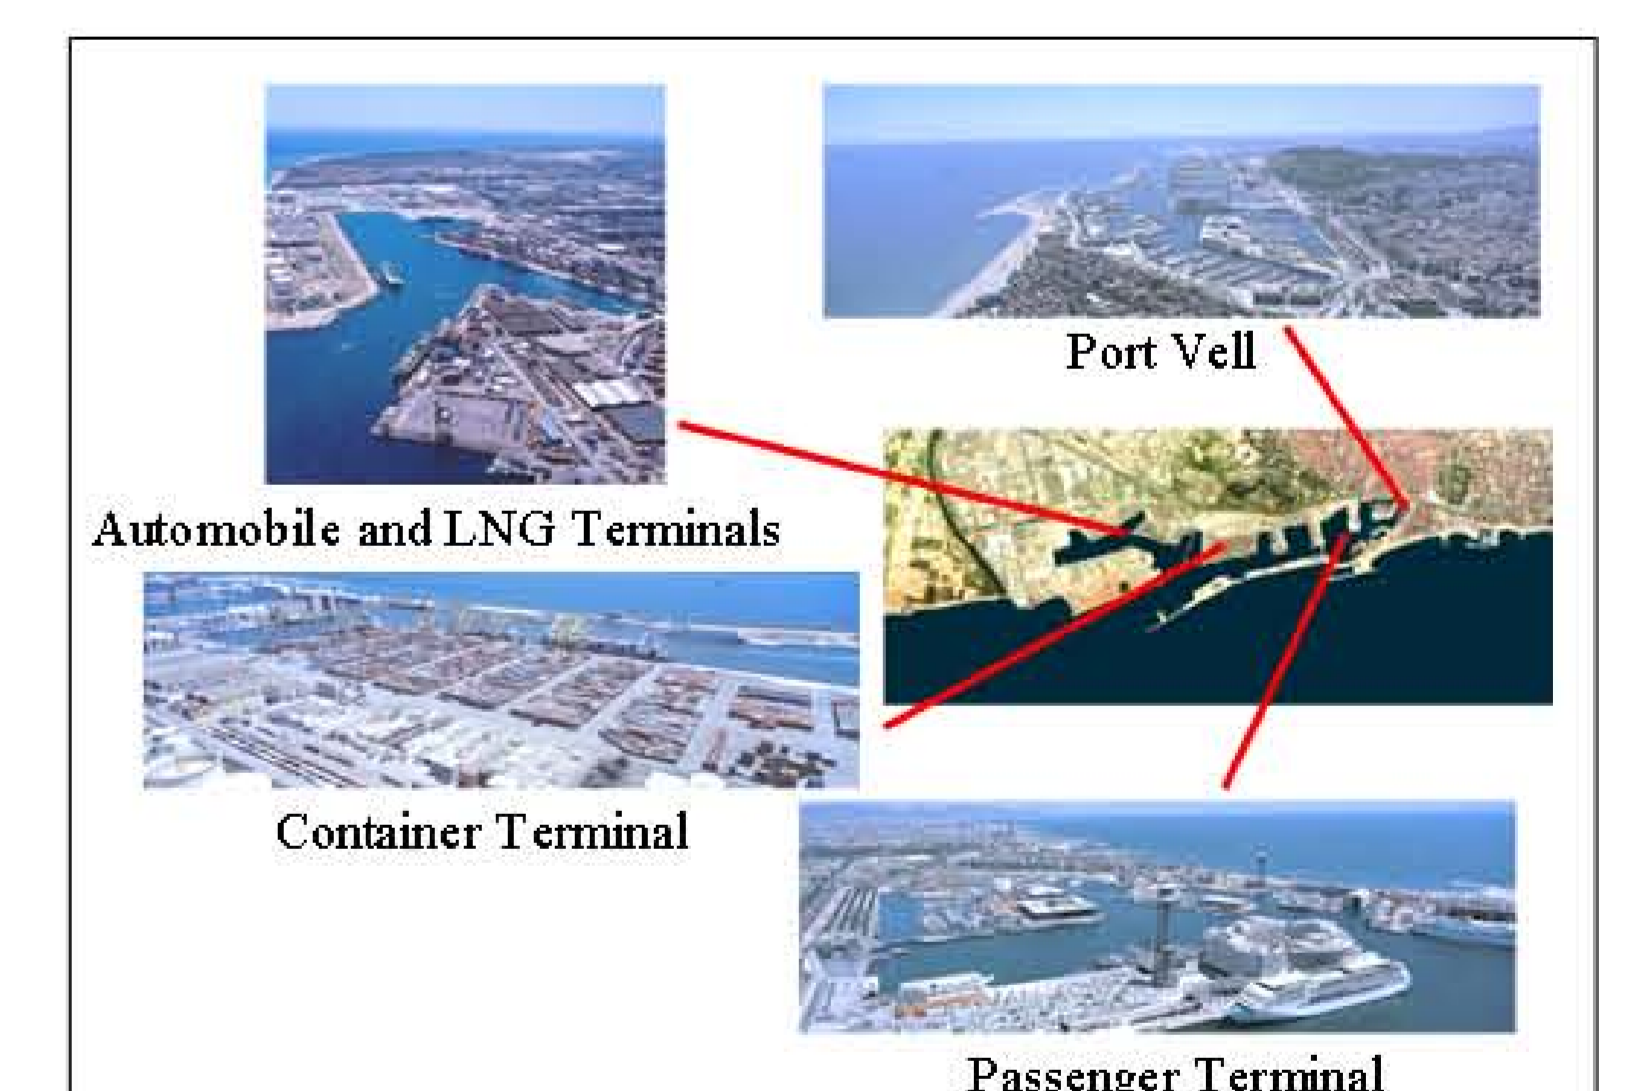 Port Vell
Automobile and LNG Terminals
Container Terminal
Passenger Terminal